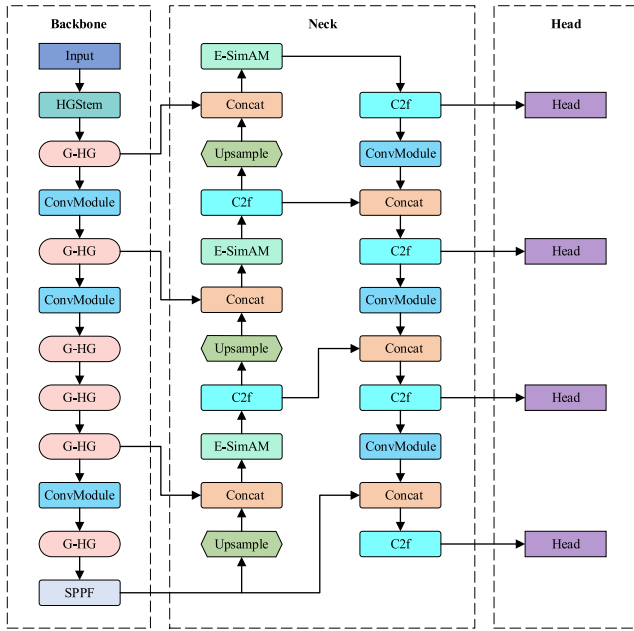 Backbone
Input
HGStem
G-HG
ConvModule
G-HG
ConvModule
G-HG
G-HG
G-HG
ConvModule
G-HG
SPPF
Neck
E-SimAM
Concat
Upsample
C2f
E-SimAM
Concat
Upsample
C2f
E-SimAM
Concat
Upsample
C2f
ConvModule
Concat
C2f
ConvModule
Concat
C2f
ConvModule
Concat
C2f
Head
Head
Head
Head
Head